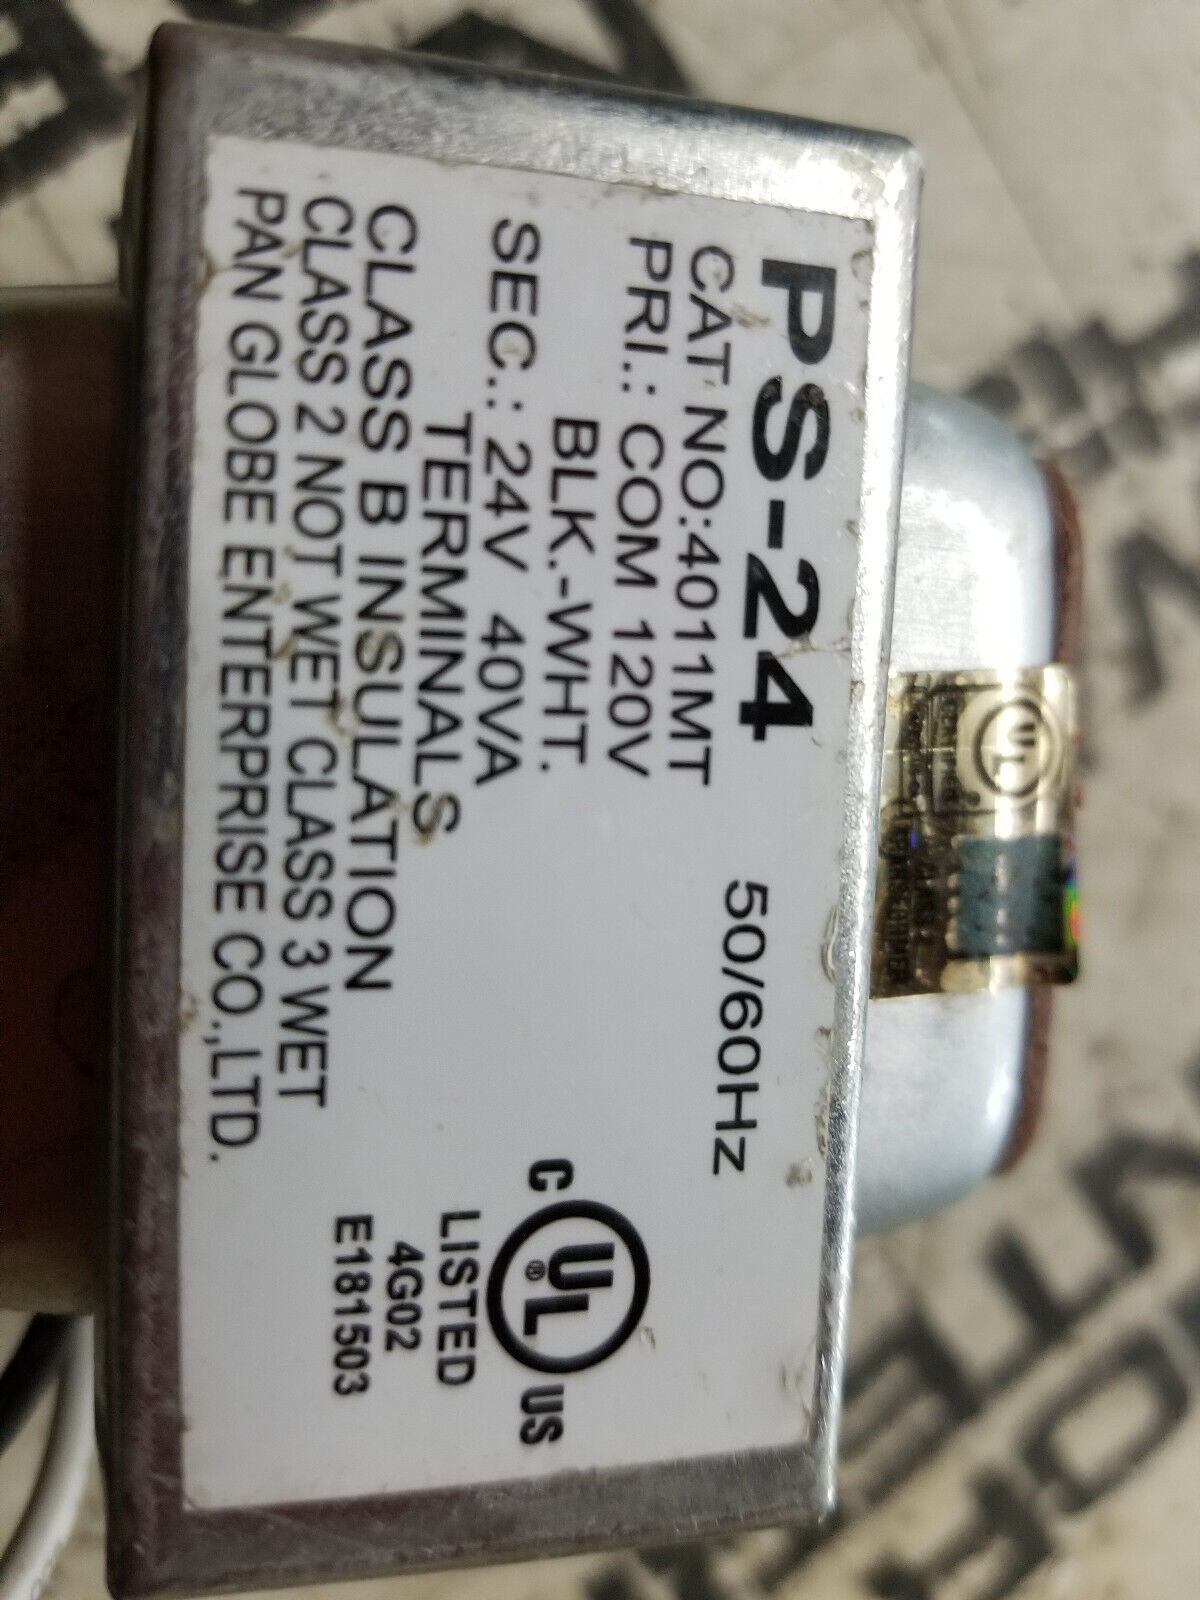 PS-24
50/60Hz
CAT NO:4011MT
PRI.: COM 120V
BLK.-WHT.
SEC.: 24V 40VA
TERMINALS
CLASS B INSULATION
CLASS 2 NOT WET CLASS 3 WET
PAN GLOBE ENTERPRISE CO.,LTD.
C UL® US
LISTED
4G02
E181503
UL